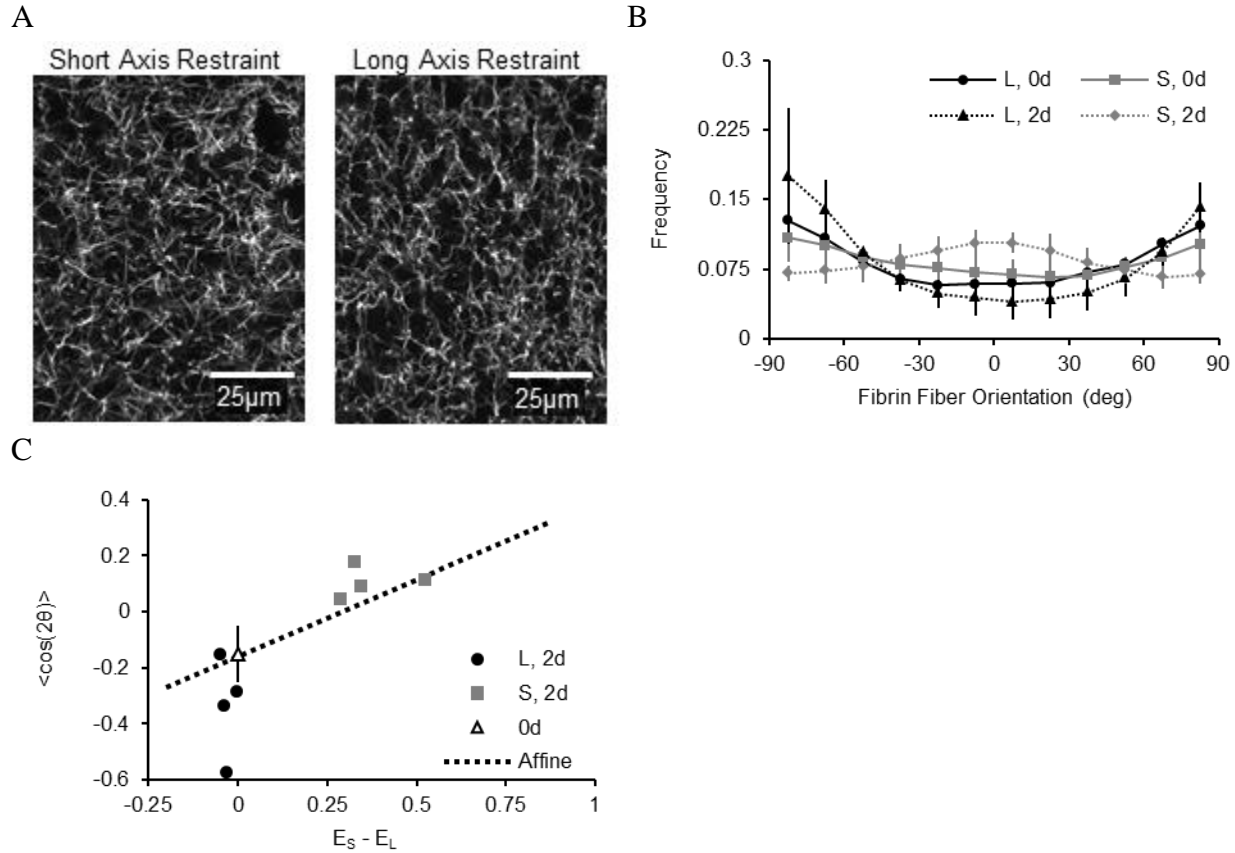 A
Short Axis Restraint
Long Axis Restraint
25µm
25µm
B
0.3
0.225
0.15
0.075
0
L, 0d
S, 0d
L, 2d
S, 2d
Frequency
-90
-60
-30
0
30
60
90
Fibrin Fiber Orientation (deg)
C
0.4
0.2
0
-0.2
-0.4
-0.6
<cos(2θ)>
L, 2d
S, 2d
0d
Affine
-0.25
0
0.25
0.5
0.75
1
E_S - E_L